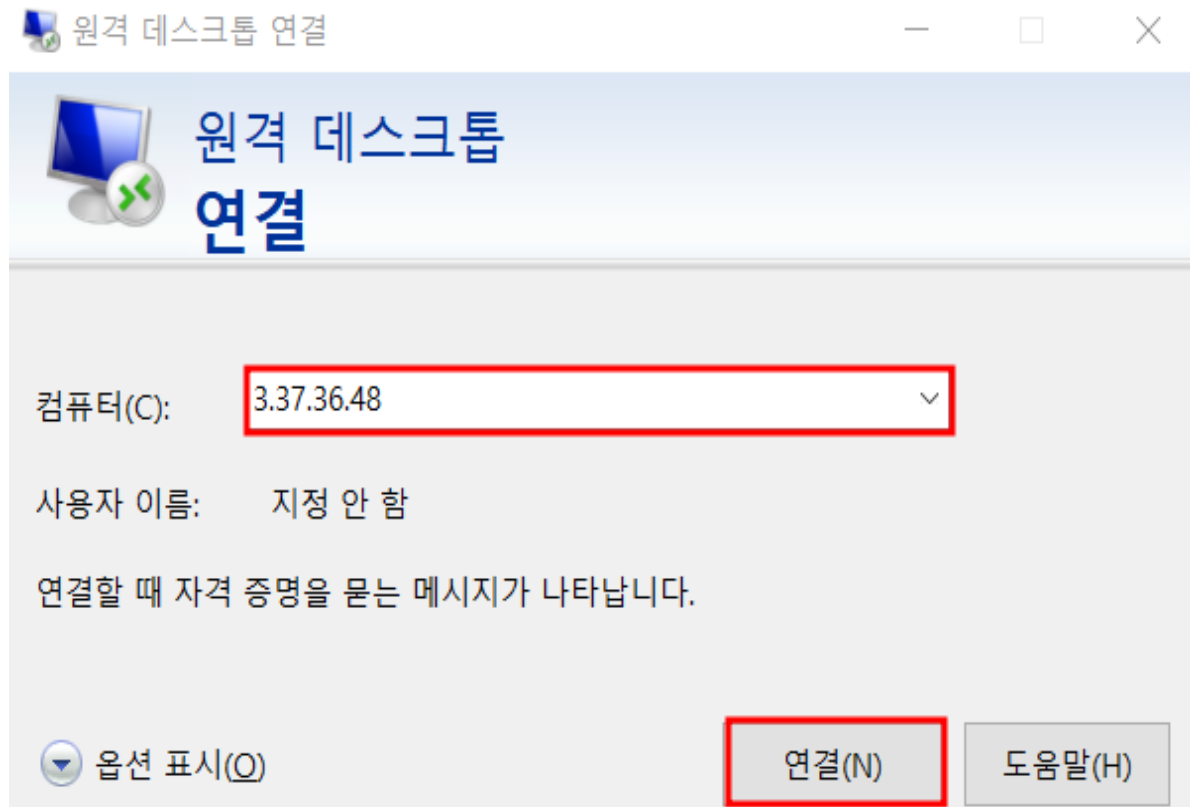 원격 데스크톱 연결
원격 데스크톱
연결
컴퓨터(C): 3.37.36.48
사용자 이름: 지정 안 함
연결할 때 자격 증명을 묻는 메시지가 나타납니다.
옵션 표시(O) 연결(N) 도움말(H)